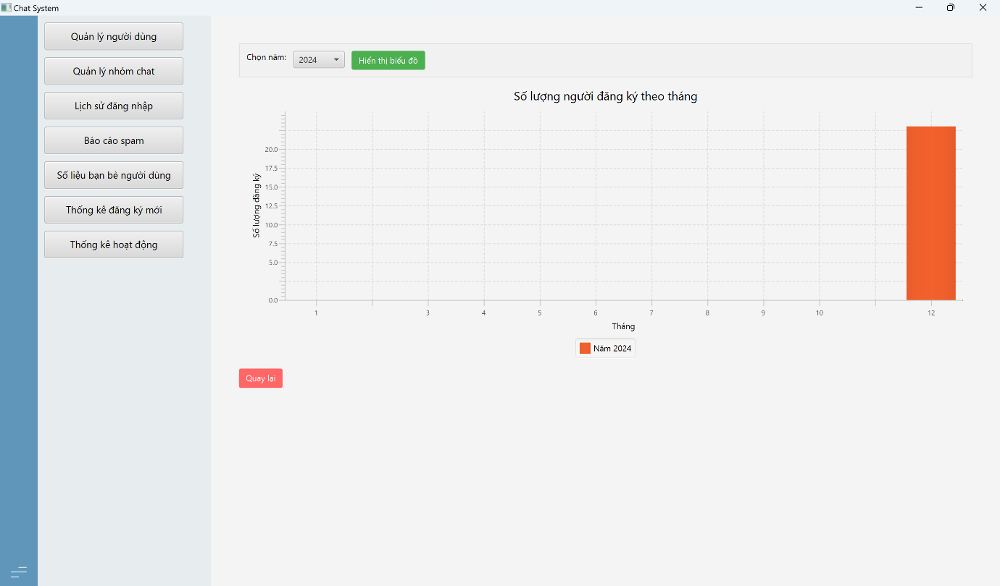 Chat System
Quản lý người dùng
Quản lý nhóm chat
Lịch sử đăng nhập
Báo cáo spam
Số liệu bạn bè người dùng
Thống kê đăng ký mới
Thống kê hoạt động
Chọn năm:
2024
Hiển thị biểu đồ
Số lượng người đăng ký theo tháng
Số lượng đăng ký
20.0
17.5
15.0
12.5
10.0
7.5
5.0
0.0
1 3 4 5 6 7 8 9 10 12
Tháng
Năm 2024
Quay lại